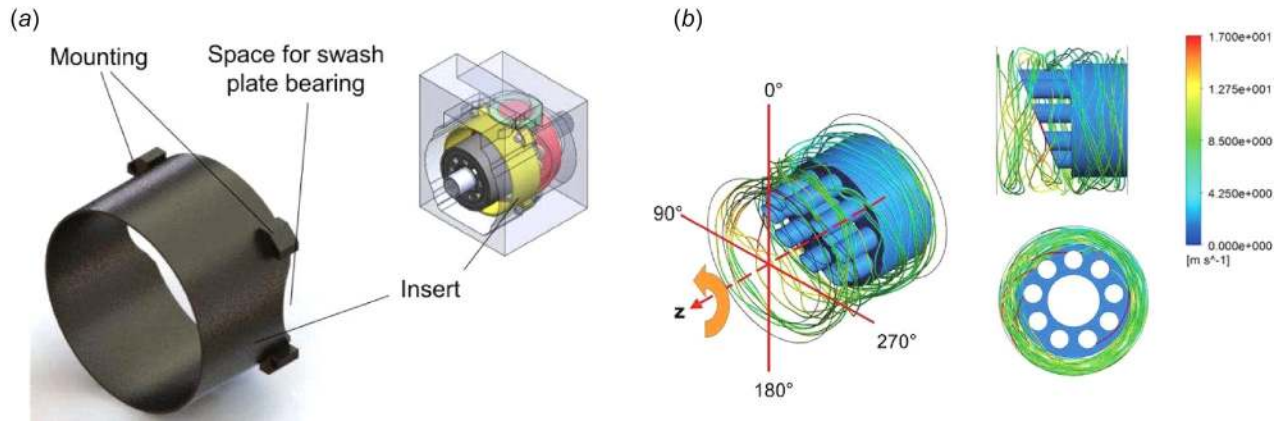 (a)
Mounting
Space for swash
plate bearing
Insert
(b)
0°
90°
z
270°
180°
1.700e+001
1.275e+001
8.500e+000
4.250e+000
0.000e+000
[m s^-1]